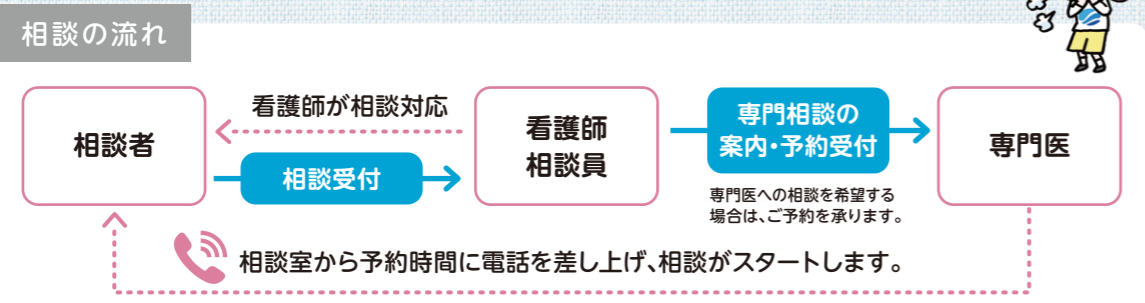 相談の流れ
相談者
看護師が相談対応
相談受付
看護師
相談員
専門相談の
案内・予約受付
専門医への相談を希望する
場合は、ご予約を承ります。
専門医
相談室から予約時間に電話を差し上げ、相談がスタートします。